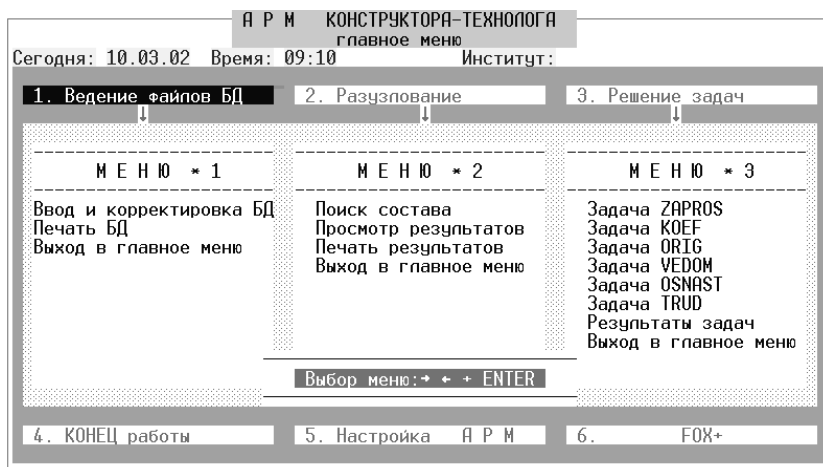 А Р М КОНСТРУКТОРА-ТЕХНОЛОГА
главное меню
Сегодня: 10.03.02 Время: 09:10 Институт:
1. Ведение файлов БД 2. Разузлование 3. Решение задач
↓ ↓ ↓
М Е Н Ю * 1 М Е Н Ю * 2 М Е Н Ю * 3
Ввод и корректировка БД Поиск состава Задача ZAPROS
Печать БД Просмотр результатов Задача KOEF
Выход в главное меню Печать результатов Задача ORIG
Выход в главное меню Задача VEDOM
Задача OSNAST
Задача TRUD
Результаты задач
Выход в главное меню
Выбор меню:→ ← + ENTER
4. КОНЕЦ работы 5. Настройка А Р М 6. FOX+